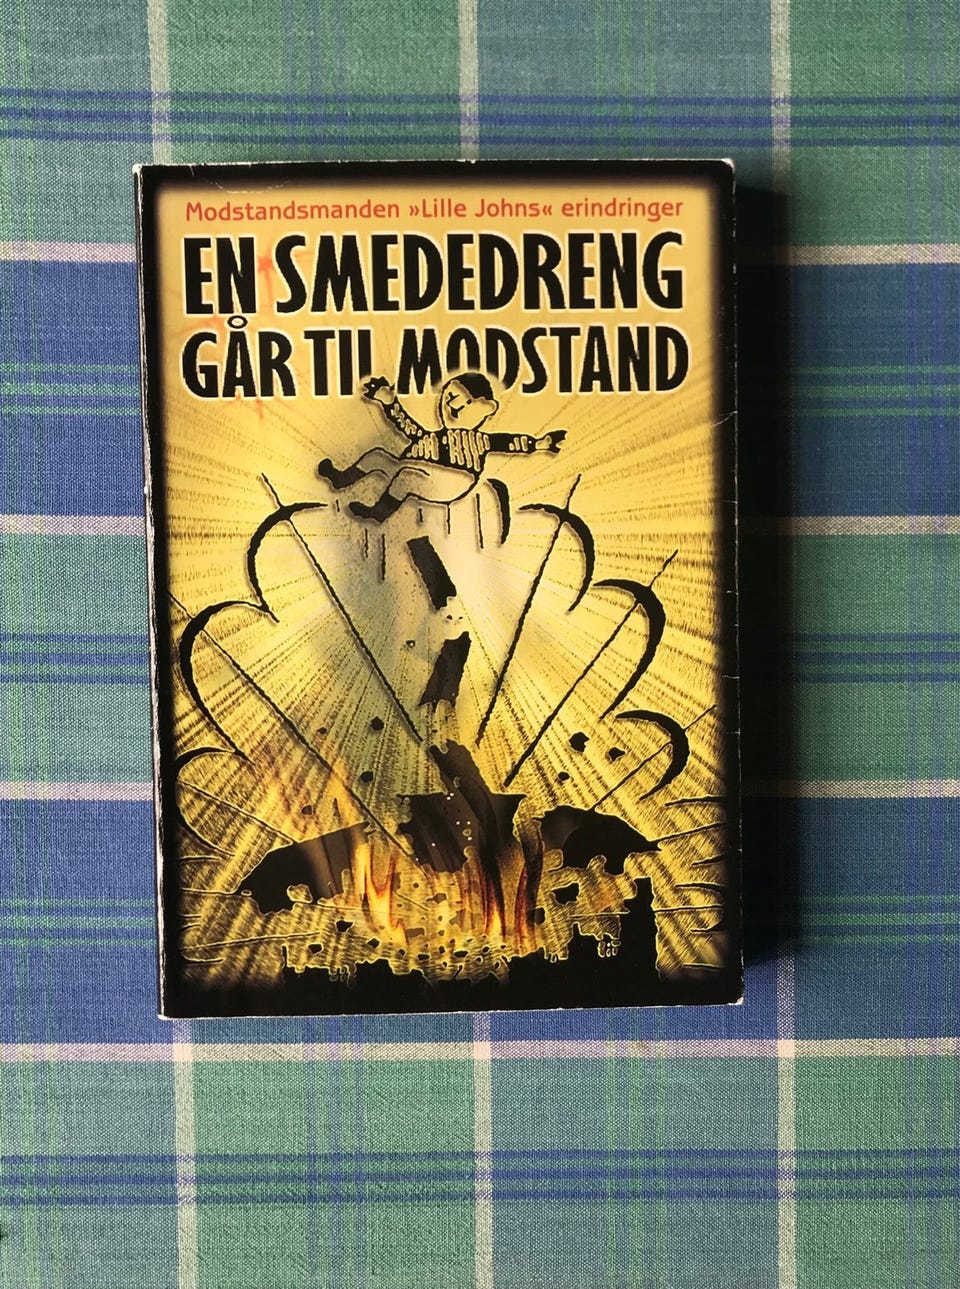 Modstandsmanden »Lille Johns« erindringer
EN SMEDEDRENG
GÅR TIL MODSTAND